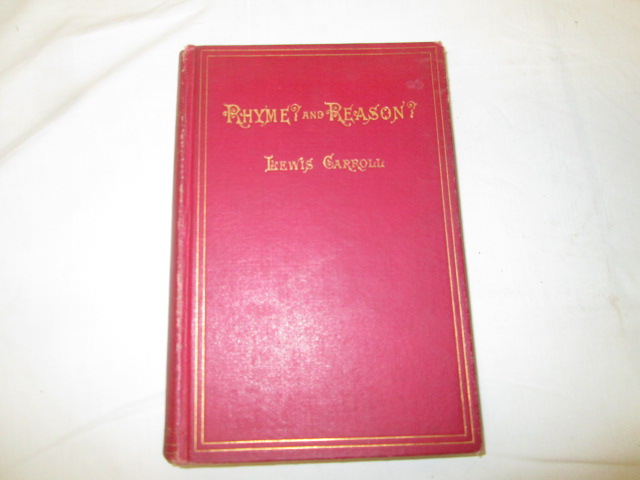 RHYME? AND REASON?
LEWIS CARROLL